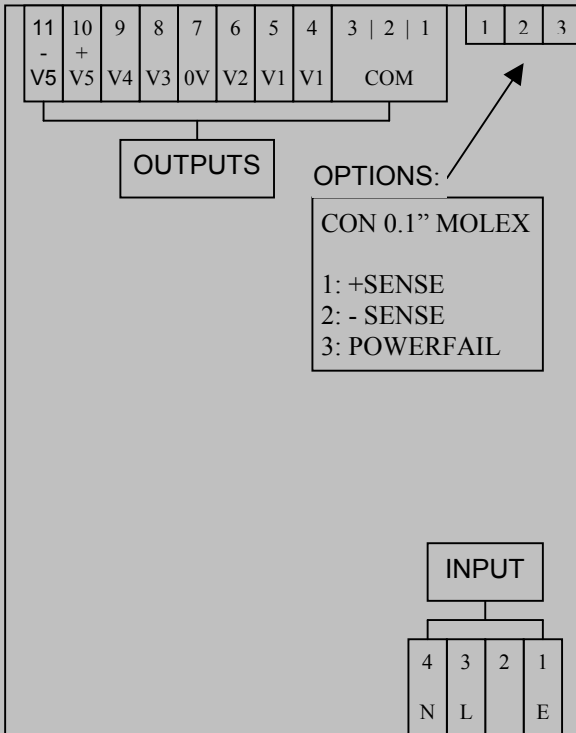 11 10 9 8 7 6 5 4 3 | 2 | 1 1 2 3
- +
V5 V5 V4 V3 0V V2 V1 V1 COM
OUTPUTS
OPTIONS:
CON 0.1” MOLEX
1: +SENSE
2: - SENSE
3: POWERFAIL
INPUT
4 3 2 1
N L E